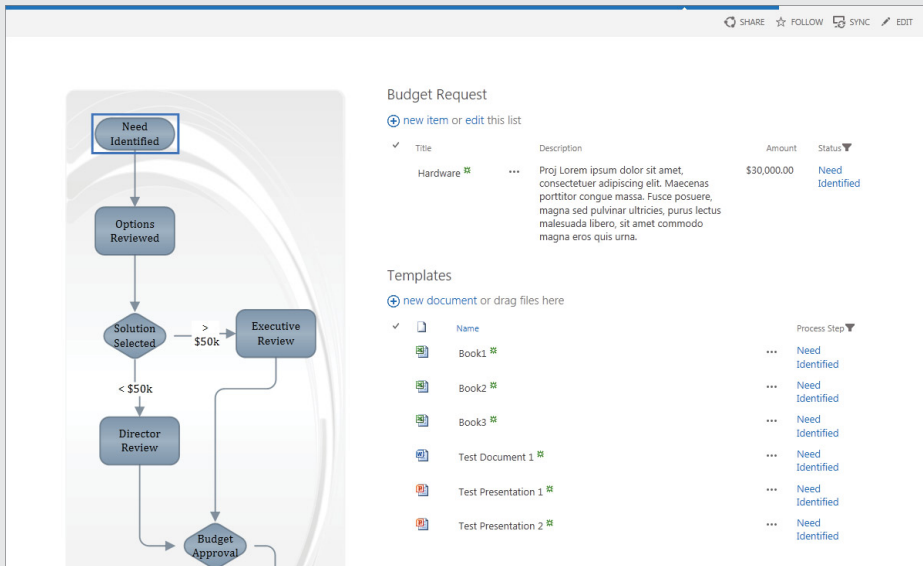 SHARE FOLLOW SYNC EDIT
Need
Identified
Options
Reviewed
Solution
Selected
>
$50k
Executive
Review
< $50k
Director
Review
Budget
Approval
Budget Request
new item or edit this list
Title Description Amount Status
Hardware ... Proj Lorem ipsum dolor sit amet, $30,000.00 Need
consectetuer adipiscing elit. Maecenas Identified
porttitor congue massa. Fusce posuere,
magna sed pulvinar ultricies, purus lectus
malesuada libero, sit amet commodo
magna eros quis urna.
Templates
new document or drag files here
Name Process Step
Book1 ... Need
Identified
Book2 ... Need
Identified
Book3 ... Need
Identified
Test Document 1 ... Need
Identified
Test Presentation 1 ... Need
Identified
Test Presentation 2 ... Need
Identified